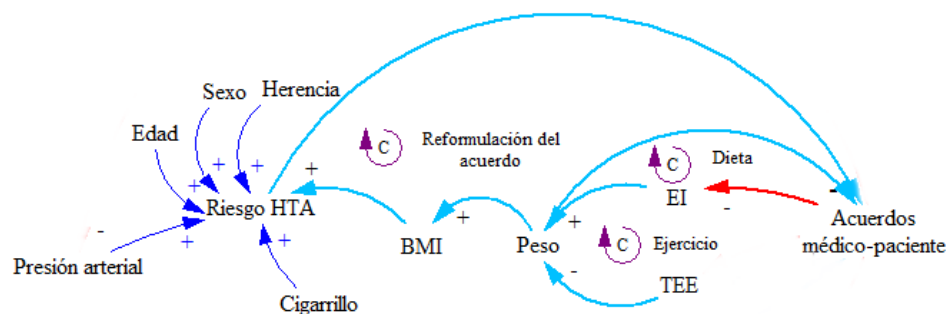 Sexo
Herencia
Edad
Reformulación del
acuerdo
C
C
Dieta
+
+
+
+
+
-
Riesgo HTA
EI
-
-
Acuerdos
médico-paciente
-
+
+
BMI
+
Peso
+
C
Ejercicio
Presión arterial
-
TEE
Cigarrillo